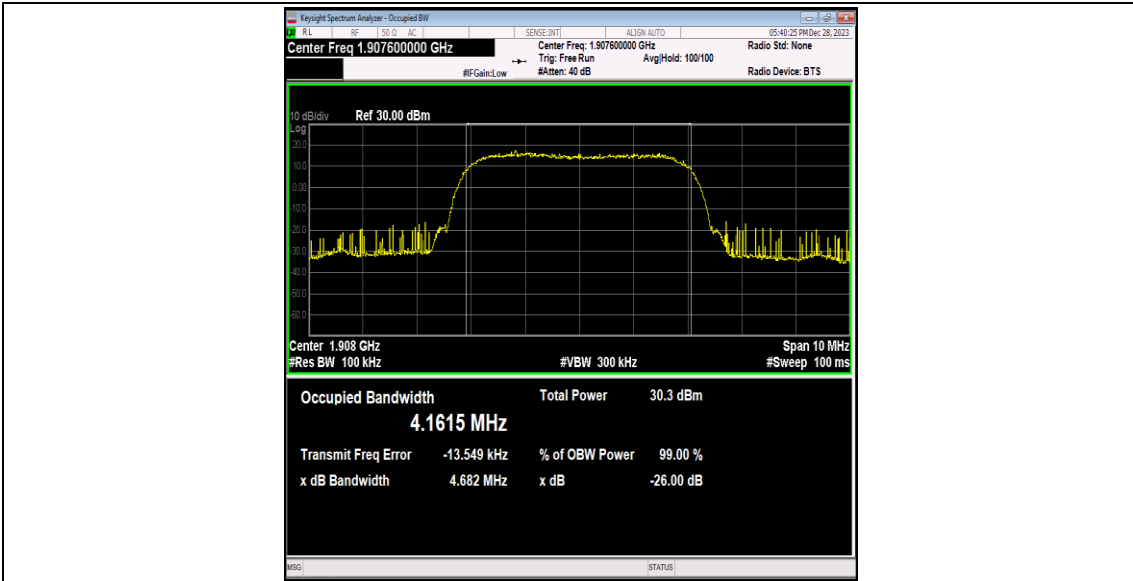 Keysight Spectrum Analyzer - Occupied BW
LXI RL RF 50 Ω AC SENSE:INT ALIGN AUTO 05:40:25 PM Dec 28, 2023
Center Freq 1.907600000 GHz Center Freq: 1.907600000 GHz Radio Std: None
Trig: Free Run Avg|Hold: 100/100
#IFGain:Low #Atten: 40 dB Radio Device: BTS
10 dB/div Ref 30.00 dBm
Log
20.0
10.0
0.00
-10.0
-20.0
-30.0
-40.0
-50.0
-60.0
Center 1.908 GHz Span 10 MHz
#Res BW 100 kHz #VBW 300 kHz #Sweep 100 ms
Occupied Bandwidth Total Power 30.3 dBm
4.1615 MHz
Transmit Freq Error -13.549 kHz % of OBW Power 99.00 %
x dB Bandwidth 4.682 MHz x dB -26.00 dB
MSG STATUS